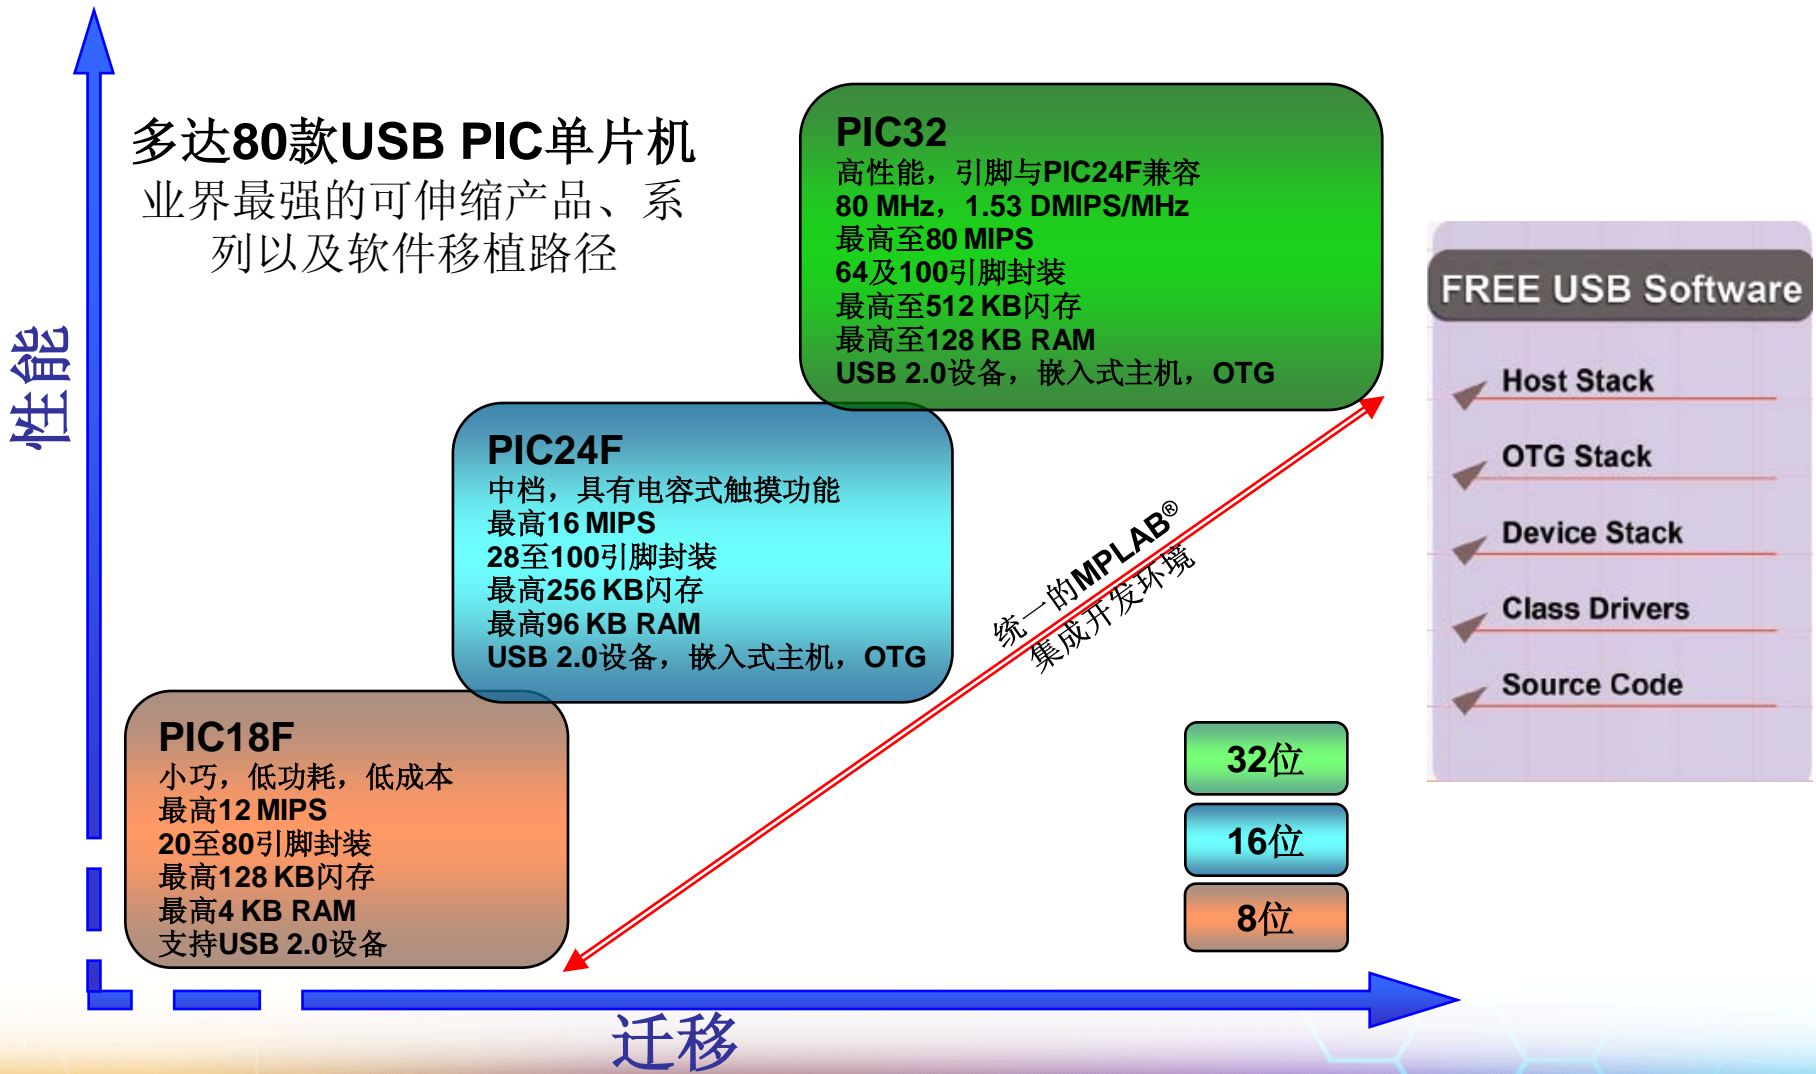 多达80款USB PIC单片机
业界最强的可伸缩产品、系
列以及软件移植路径
性能
PIC32
高性能，引脚与PIC24F兼容
80 MHz，1.53 DMIPS/MHz
最高至80 MIPS
64及100引脚封装
最高至512 KB闪存
最高至128 KB RAM
USB 2.0设备，嵌入式主机，OTG
PIC24F
中档，具有电容式触摸功能
最高16 MIPS
28至100引脚封装
最高256 KB闪存
最高96 KB RAM
USB 2.0设备，嵌入式主机，OTG
PIC18F
小巧，低功耗，低成本
最高12 MIPS
20至80引脚封装
最高128 KB闪存
最高4 KB RAM
支持USB 2.0设备
统一的MPLAB®
集成开发环境
32位
16位
8位
FREE USB Software
Host Stack
OTG Stack
Device Stack
Class Drivers
Source Code
迁移